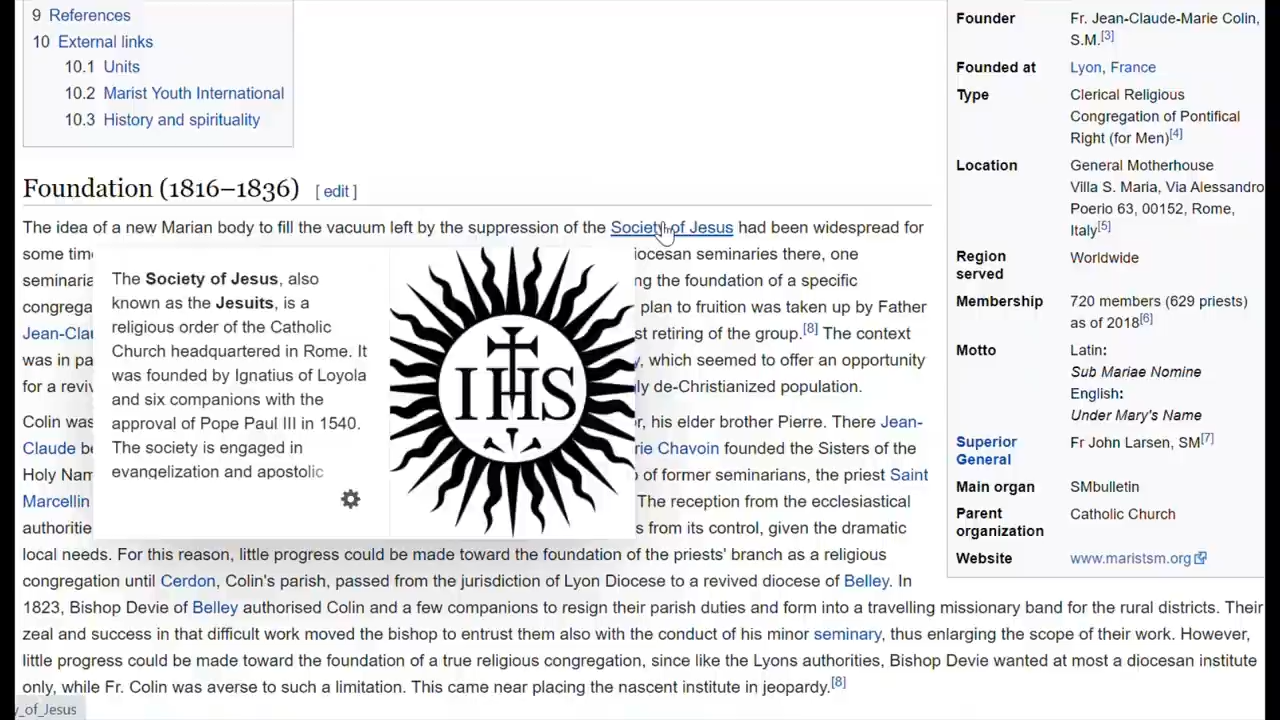 9 References
10 External links
10.1 Units
10.2 Marist Youth International
10.3 History and spirituality
Foundation (1816–1836) [ edit ]
The idea of a new Marian body to fill the vacuum left by the suppression of the Society of Jesus had been widespread for
some time iocesan seminaries there, one
seminaria ng the foundation of a specific
congrega plan to fruition was taken up by Father
Jean-Clau st retiring of the group.[8] The context
was in pa y, which seemed to offer an opportunity
for a reviv ly de-Christianized population.
Colin was r, his elder brother Pierre. There Jean-
Claude be rie Chavoin founded the Sisters of the
Holy Nam of former seminarians, the priest Saint
Marcellin The reception from the ecclesiastical
authoritie s from its control, given the dramatic
local needs. For this reason, little progress could be made toward the foundation of the priests' branch as a religious
congregation until Cerdon, Colin's parish, passed from the jurisdiction of Lyon Diocese to a revived diocese of Belley. In
1823, Bishop Devie of Belley authorised Colin and a few companions to resign their parish duties and form into a travelling missionary band for the rural districts. Their
zeal and success in that difficult work moved the bishop to entrust them also with the conduct of his minor seminary, thus enlarging the scope of their work. However,
little progress could be made toward the foundation of a true religious congregation, since like the Lyons authorities, Bishop Devie wanted at most a diocesan institute
only, while Fr. Colin was averse to such a limitation. This came near placing the nascent institute in jeopardy.[8]
The Society of Jesus, also
known as the Jesuits, is a
religious order of the Catholic
Church headquartered in Rome. It
was founded by Ignatius of Loyola
and six companions with the
approval of Pope Paul III in 1540.
The society is engaged in
evangelization and apostolic
IHS
Founder Fr. Jean-Claude-Marie Colin,
S.M.[3]
Founded at Lyon, France
Type Clerical Religious
Congregation of Pontifical
Right (for Men)[4]
Location General Motherhouse
Villa S. Maria, Via Alessandro
Poerio 63, 00152, Rome,
Italy[5]
Region Worldwide
served
Membership 720 members (629 priests)
as of 2018[6]
Motto Latin:
Sub Mariae Nomine
English:
Under Mary's Name
Superior Fr John Larsen, SM[7]
General
Main organ SMbulletin
Parent Catholic Church
organization
Website www.maristsm.org
y_of_Jesus